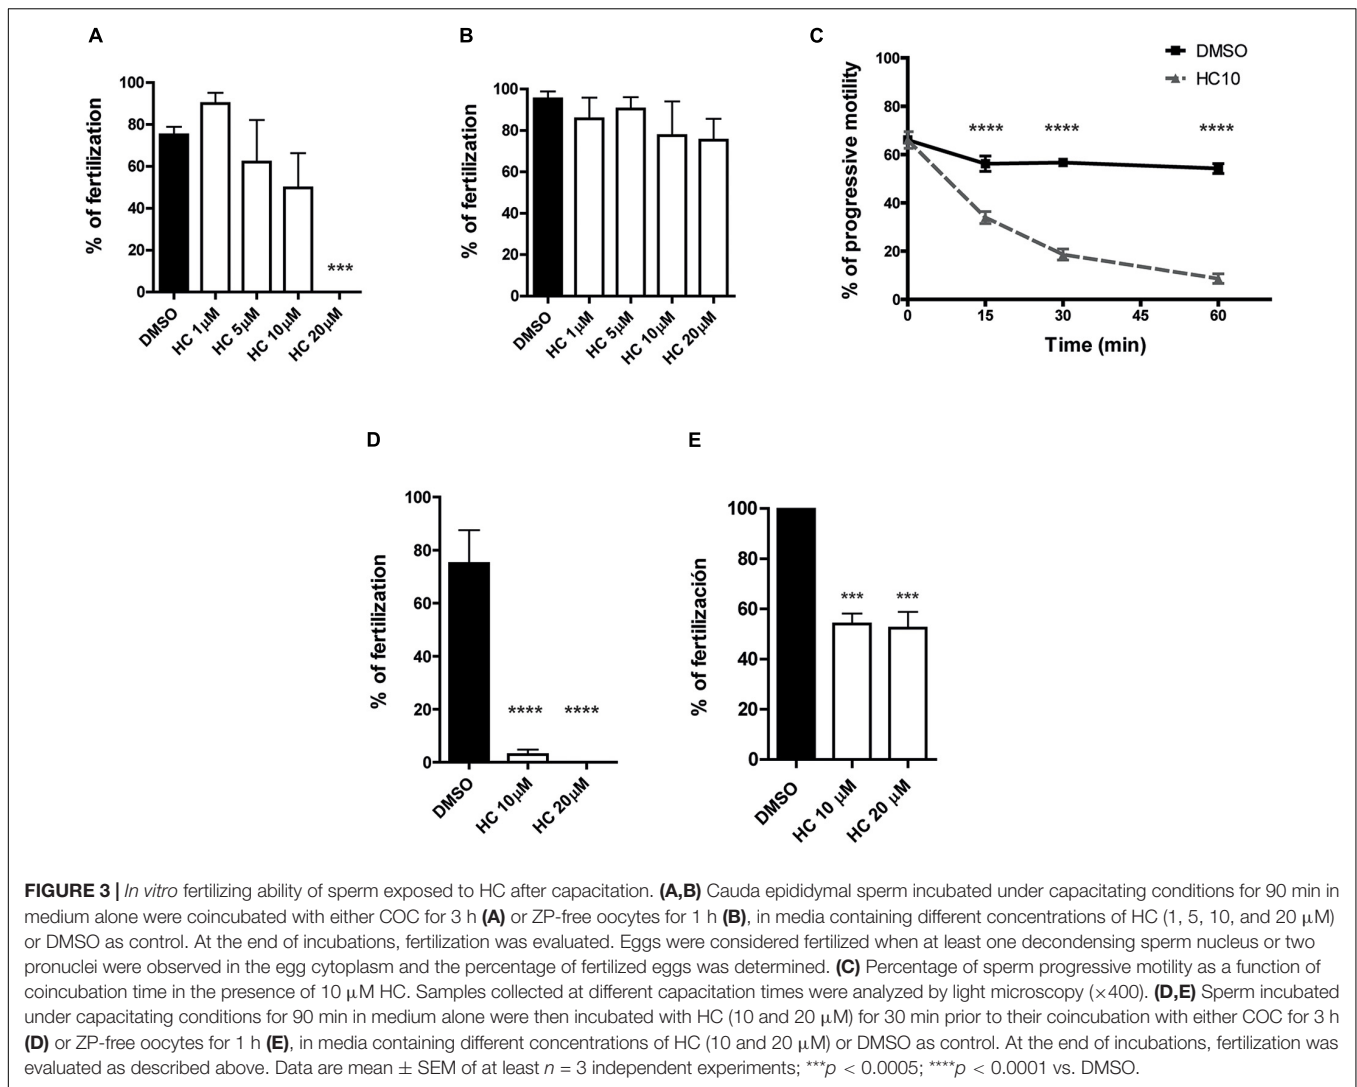 A
% of fertilization
100
80
60
40
20
0
***
DMSO
HC 1µM
HC 5µM
HC 10µM
HC 20µM
B
% of fertilization
100
80
60
40
20
0
DMSO
HC 1µM
HC 5µM
HC 10µM
HC 20µM
C
% of progressive motility
100
80
60
40
20
0
DMSO
HC10
****
****
****
0
15
30
45
60
Time (min)
D
% of fertilization
100
80
60
40
20
0
****
****
DMSO
HC 10µM
HC 20µM
E
% of fertilización
100
80
60
40
20
0
***
***
DMSO
HC 10 µM
HC 20 µM
FIGURE 3 | In vitro fertilizing ability of sperm exposed to HC after capacitation. (A,B) Cauda epididymal sperm incubated under capacitating conditions for 90 min in
medium alone were coincubated with either COC for 3 h (A) or ZP-free oocytes for 1 h (B), in media containing different concentrations of HC (1, 5, 10, and 20 µM)
or DMSO as control. At the end of incubations, fertilization was evaluated. Eggs were considered fertilized when at least one decondensing sperm nucleus or two
pronuclei were observed in the egg cytoplasm and the percentage of fertilized eggs was determined. (C) Percentage of sperm progressive motility as a function of
coincubation time in the presence of 10 µM HC. Samples collected at different capacitation times were analyzed by light microscopy (×400). (D,E) Sperm incubated
under capacitating conditions for 90 min in medium alone were then incubated with HC (10 and 20 µM) for 30 min prior to their coincubation with either COC for 3 h
(D) or ZP-free oocytes for 1 h (E), in media containing different concentrations of HC (10 and 20 µM) or DMSO as control. At the end of incubations, fertilization was
evaluated as described above. Data are mean ± SEM of at least n = 3 independent experiments; ***p < 0.0005; ****p < 0.0001 vs. DMSO.